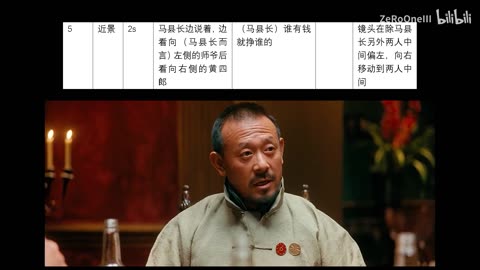 ZeRoOneIII bilibili
5 近景 2s 马县长边说着,边 (马县长)谁有钱 镜头在除马县
看向(马县长而 就挣谁的 长另外两人中
言)左侧的师爷后 间偏左,向右
看向右侧的黄四 移动到两人中
郎 间